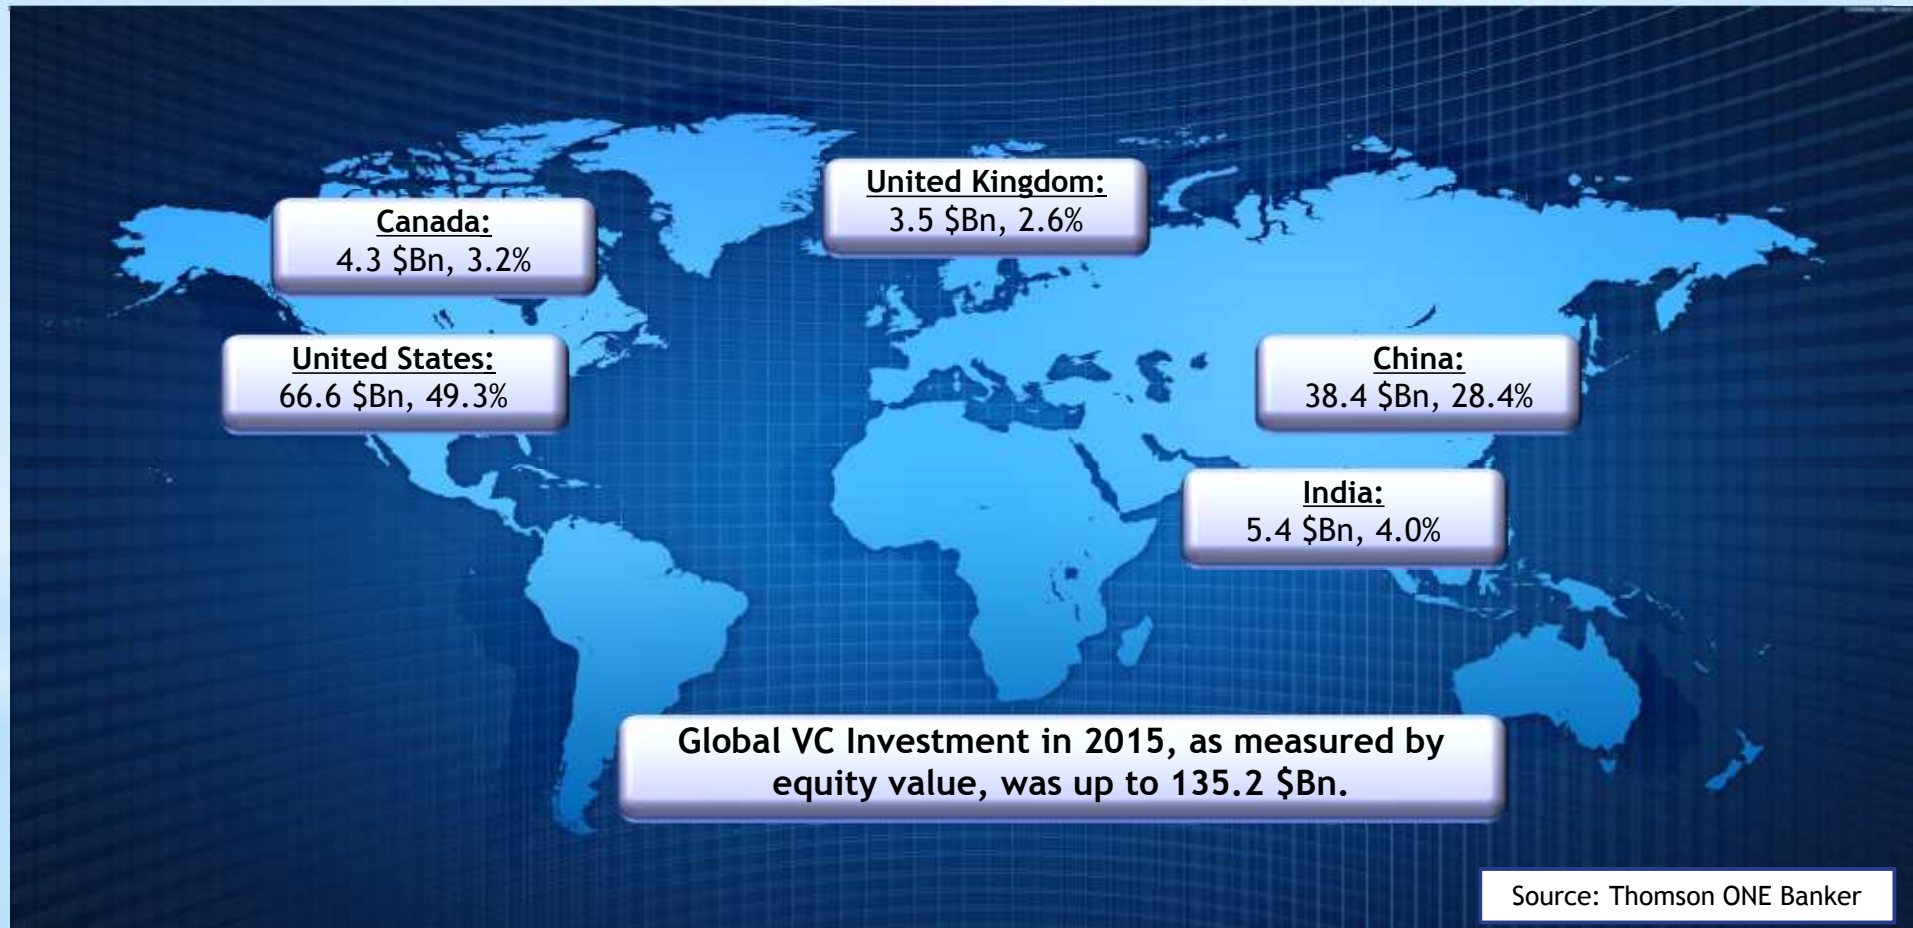 United Kingdom:
3.5 $Bn, 2.6%
Canada:
4.3 $Bn, 3.2%
United States:
66.6 $Bn, 49.3%
China:
38.4 $Bn, 28.4%
India:
5.4 $Bn, 4.0%
Global VC Investment in 2015, as measured by
equity value, was up to 135.2 $Bn.
Source: Thomson ONE Banker